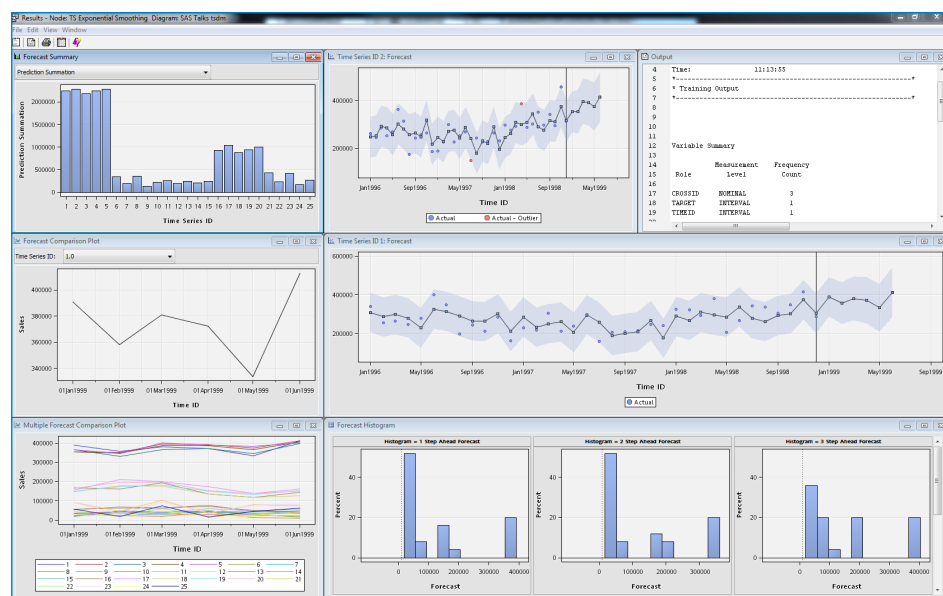 Results - Node: TS Exponential Smoothing Diagram: SAS Talks tsdm
File Edit View Window
Forecast Summary
Prediction Summation
Prediction Summation
2000000
1500000
1000000
500000
0
1 2 3 4 5 6 7 8 9 10 11 12 13 14 15 16 17 18 19 20 21 22 23 24 25
Time Series ID
Time Series ID 2: Forecast
Sales
400000
200000
Jan1996 Sep1996 May1997 Jan1998 Sep1998 May1999
Time ID
Actual Actual - Outlier
Output
4 Time: 11:13:55
5 *------------------------------------------------------------*
6 * Training Output
7 *------------------------------------------------------------*
8
9
10
11
12 Variable Summary
13
14 Measurement Frequency
15 Role Level Count
16
17 CROSSID NOMINAL 3
18 TARGET INTERVAL 1
19 TIMEID INTERVAL 1
Forecast Comparison Plot
Time Series ID: 1.0
Sales
400000
380000
360000
340000
01Jan1999 01Feb1999 01Mar1999 01Apr1999 01May1999 01Jun1999
Time ID
Time Series ID 1: Forecast
Sales
600000
400000
200000
Jan1996 May1996 Sep1996 Jan1997 May1997 Sep1997 Jan1998 May1998 Sep1998 Jan1999 May1999 Sep1999
Time ID
Actual
Multiple Forecast Comparison Plot
Sales
400000
300000
200000
100000
0
01Jan1999 01Feb1999 01Mar1999 01Apr1999 01May1999 01Jun1999
Time ID
1 2 3 4 5 6 7
8 9 10 11 12 13 14
15 16 17 18 19 20 21
22 23 24 25
Forecast Histogram
Histogram = 1 Step Ahead Forecast
Percent
40
20
0
0 100000 200000 300000 400000
Forecast
Histogram = 2 Step Ahead Forecast
Percent
40
20
0
0 100000 200000 300000
Forecast
Histogram = 3 Step Ahead Forecast
Percent
40
20
0
0 100000 200000 300000 400000
Forecast